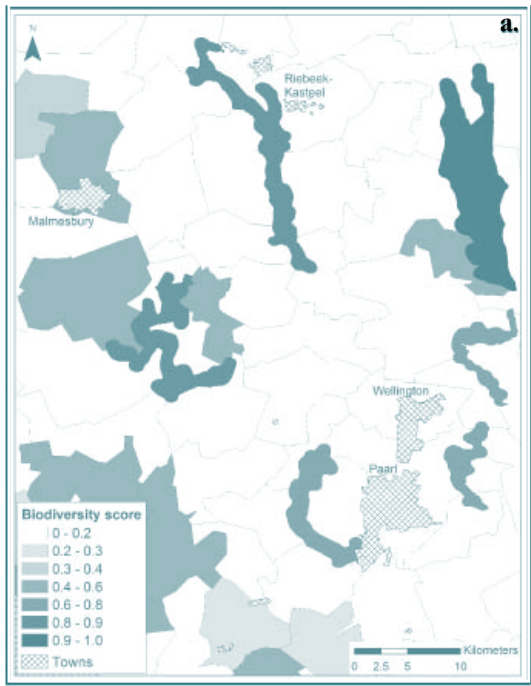 a.
N
Riebeek-
Kasteel
Malmesbury
Wellington
Paarl
Biodiversity score
0 - 0.2
0.2 - 0.3
0.3 - 0.4
0.4 - 0.6
0.6 - 0.8
0.8 - 0.9
0.9 - 1.0
Towns
Kilometers
0 2.5 5 10